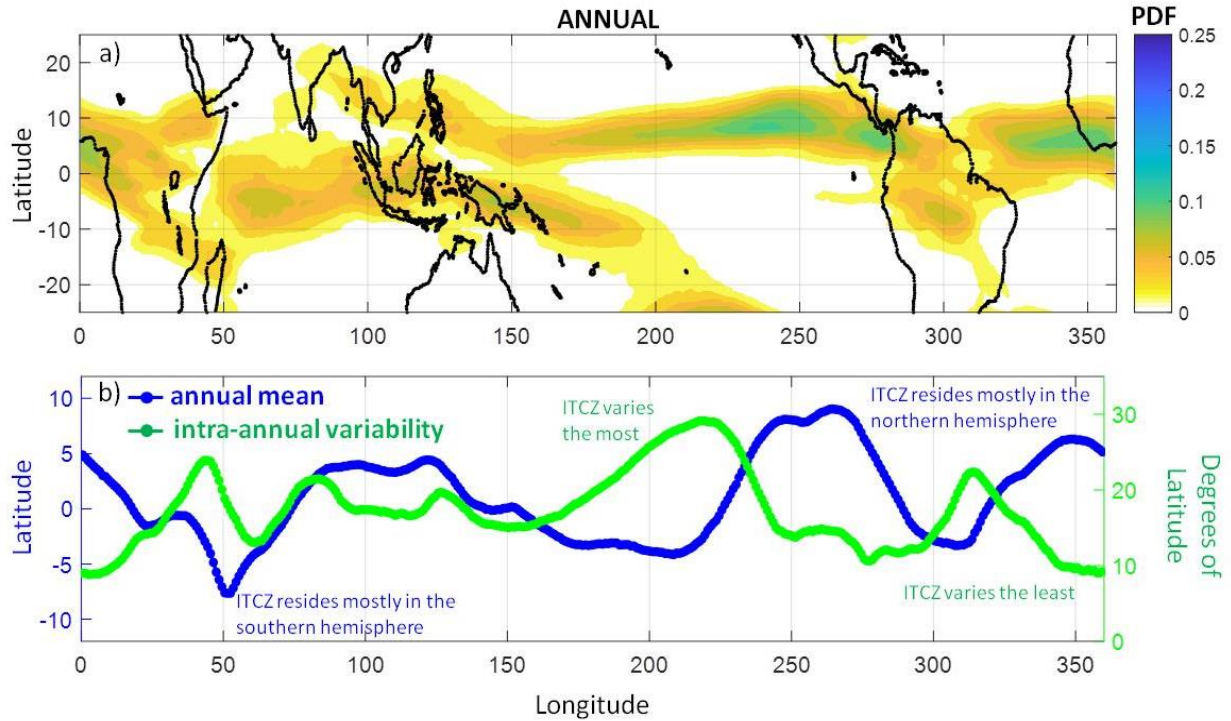 ANNUAL
PDF
a)
20
10
0
-10
-20
Latitude
0
50
100
150
200
250
300
350
0.25
0.2
0.15
0.1
0.05
0
b)
annual mean
intra-annual variability
ITCZ varies
the most
ITCZ resides mostly in the
northern hemisphere
ITCZ resides mostly in the
southern hemisphere
ITCZ varies the least
10
5
0
-5
-10
Latitude
30
20
10
0
Degrees of
Latitude
0
50
100
150
200
250
300
350
Longitude